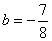 b = -7/8